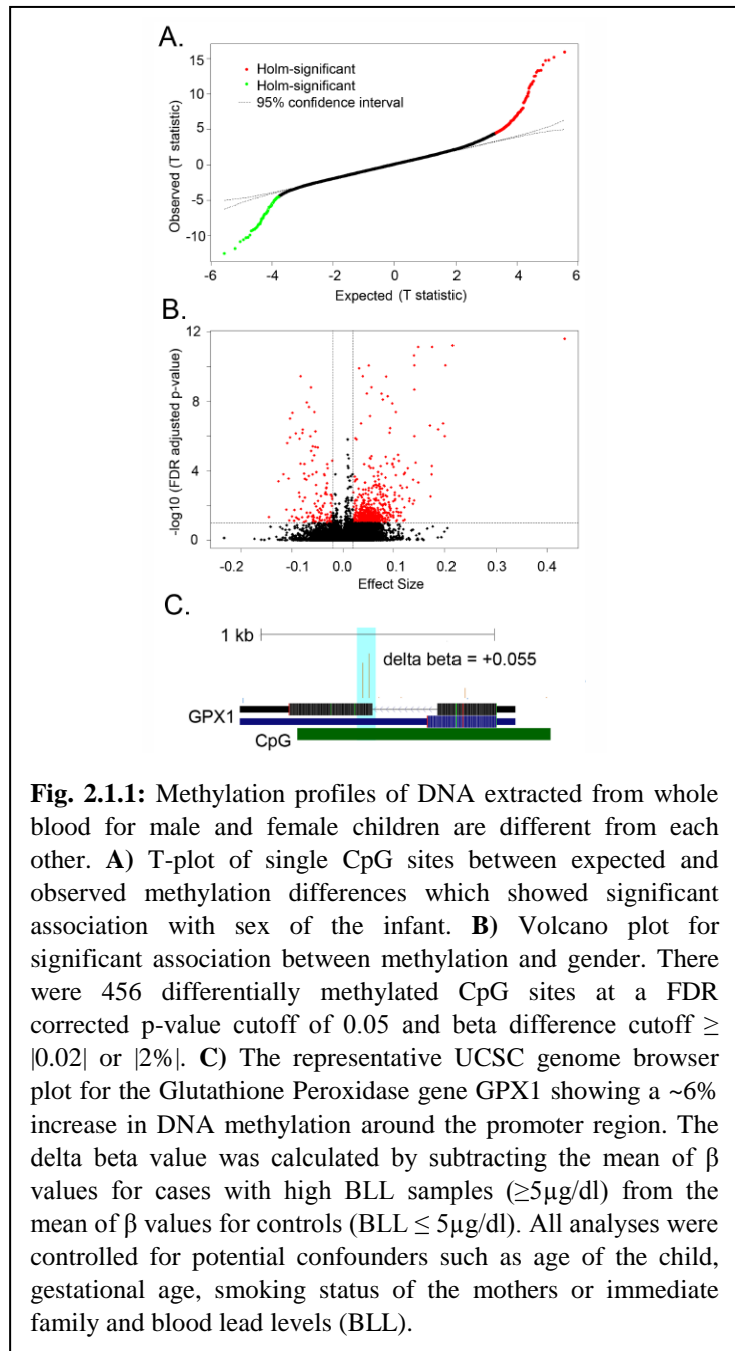 A.
15
10
5
0
-5
-10
Observed (T statistic)
Holm-significant
Holm-significant
95% confidence interval
-6 -4 -2 0 2 4 6
Expected (T statistic)
B.
12
8
4
0
-log10 (FDR adjusted p-value)
-0.2 -0.1 0.0 0.1 0.2 0.3 0.4
Effect Size
C.
1 kb
delta beta = +0.055
GPX1
CpG
Fig. 2.1.1: Methylation profiles of DNA extracted from whole
blood for male and female children are different from each
other. A) T-plot of single CpG sites between expected and
observed methylation differences which showed significant
association with sex of the infant. B) Volcano plot for
significant association between methylation and gender. There
were 456 differentially methylated CpG sites at a FDR
corrected p-value cutoff of 0.05 and beta difference cutoff ≥
|0.02| or |2%|. C) The representative UCSC genome browser
plot for the Glutathione Peroxidase gene GPX1 showing a ~6%
increase in DNA methylation around the promoter region. The
delta beta value was calculated by subtracting the mean of β
values for cases with high BLL samples (≥5µg/dl) from the
mean of β values for controls (BLL ≤ 5µg/dl). All analyses were
controlled for potential confounders such as age of the child,
gestational age, smoking status of the mothers or immediate
family and blood lead levels (BLL).